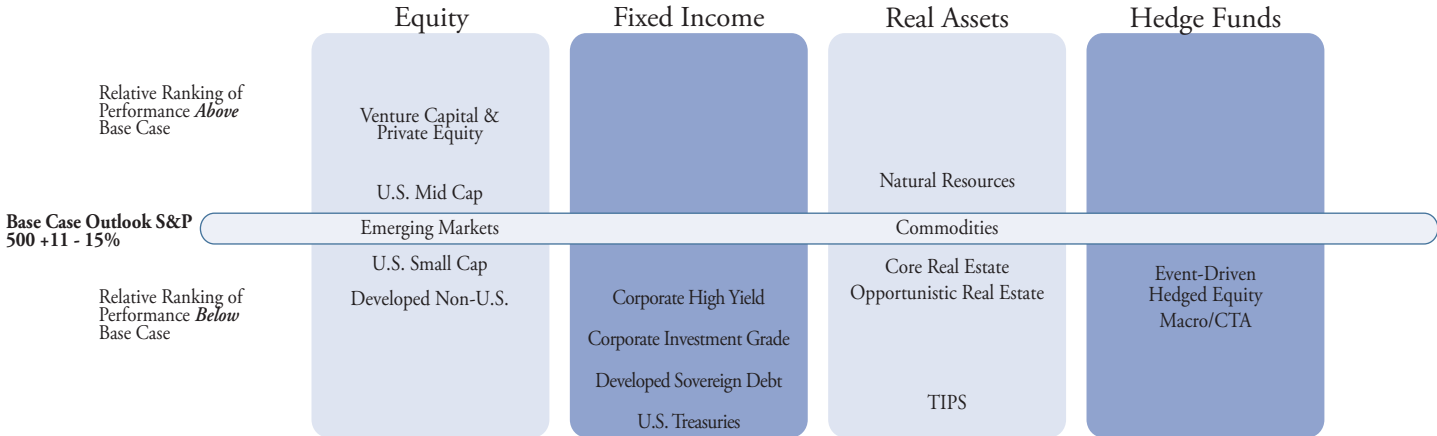 Equity
Fixed Income
Real Assets
Hedge Funds
Relative Ranking of
Performance Above
Base Case
Venture Capital &
Private Equity
U.S. Mid Cap
Natural Resources
Base Case Outlook S&P
500 +11 - 15%
Emerging Markets
Commodities
Relative Ranking of
Performance Below
Base Case
U.S. Small Cap
Developed Non-U.S.
Corporate High Yield
Corporate Investment Grade
Developed Sovereign Debt
U.S. Treasuries
Core Real Estate
Opportunistic Real Estate
TIPS
Event-Driven
Hedged Equity
Macro/CTA